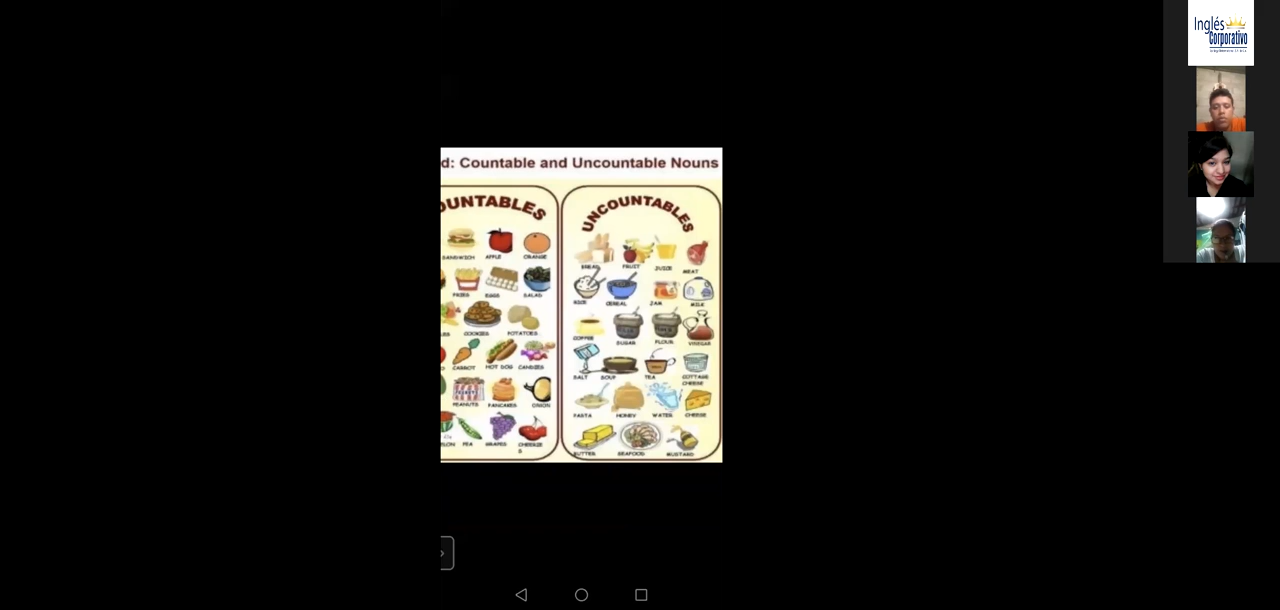 d: Countable and Uncountable Nouns
OUNTABLES
SANDWICH APPLE ORANGE
FRIES EGGS SALAD
COOKIES POTATOES
CARROT HOT DOG CANDIES
PEANUTS PANCAKES ONION
LON PEA GRAPES CHERRIE
S
UNCOUNTABLES
BREAD FRUIT JUICE MEAT
RICE CEREAL JAM MILK
COFFEE SUGAR FLOUR VINEGAR
SALT SOUP TEA COTTAGE
CHEESE
PASTA HONEY WATER CHEESE
BUTTER SEAFOOD MUSTARD
Inglés
Corporativo